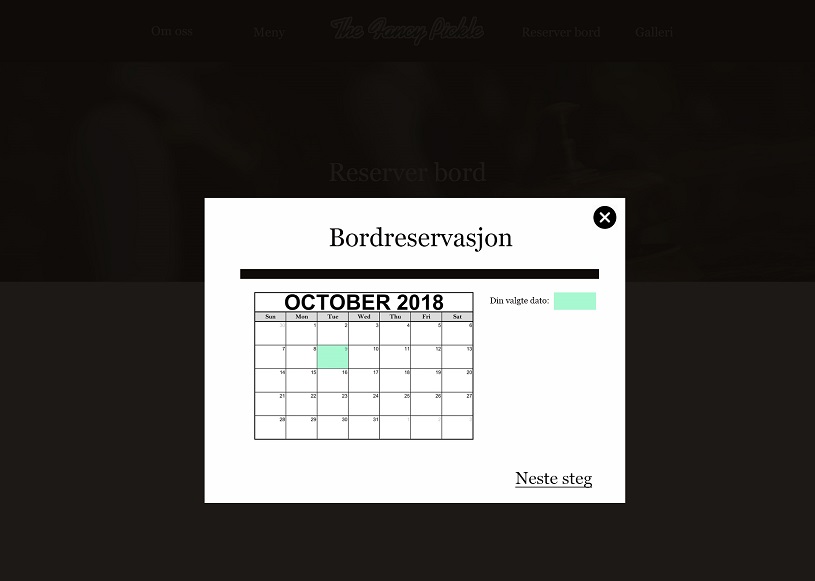 Om oss Meny The Fancy Pickle Reserver bord Galleri
Reserver bord
Bordreservasjon
OCTOBER 2018
Din valgte dato:
Sun Mon Tue Wed Thu Fri Sat
30 1 2 3 4 5 6
7 8 9 10 11 12 13
14 15 16 17 18 19 20
21 22 23 24 25 26 27
28 29 30 31 1 2 3
Neste steg